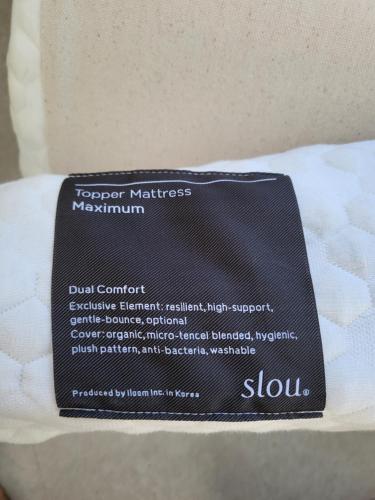 Topper Mattress
Maximum
Dual Comfort
Exclusive Element: resilient, high-support,
gentle-bounce, optional
Cover: organic, micro-tencel blended, hygienic,
plush pattern, anti-bacteria, washable
Produced by Iloom Inc. in Korea
slou®